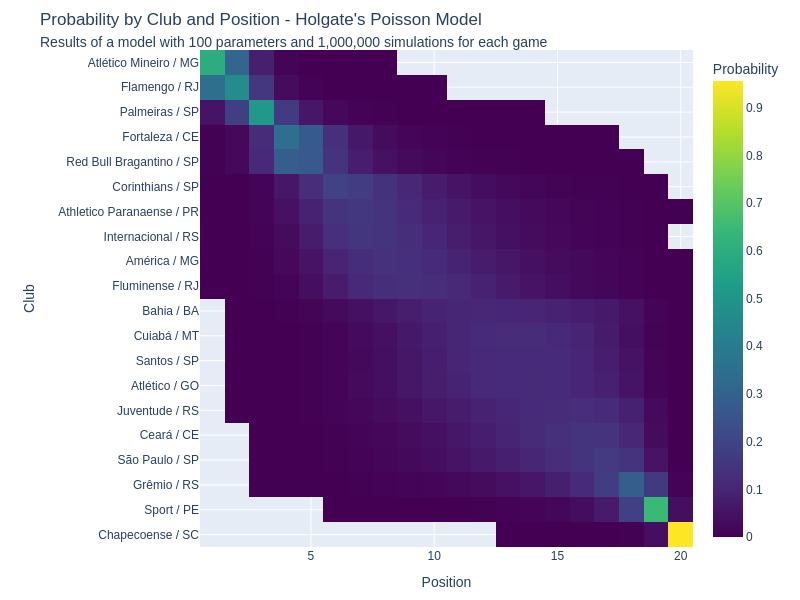 Probability by Club and Position - Holgate's Poisson Model
Results of a model with 100 parameters and 1,000,000 simulations for each game
Probability
Club
Atlético Mineiro / MG
Flamengo / RJ
Palmeiras / SP
Fortaleza / CE
Red Bull Bragantino / SP
Corinthians / SP
Athletico Paranaense / PR
Internacional / RS
América / MG
Fluminense / RJ
Bahia / BA
Cuiabá / MT
Santos / SP
Atlético / GO
Juventude / RS
Ceará / CE
São Paulo / SP
Grêmio / RS
Sport / PE
Chapecoense / SC
5
10
15
20
Position
0.9
0.8
0.7
0.6
0.5
0.4
0.3
0.2
0.1
0